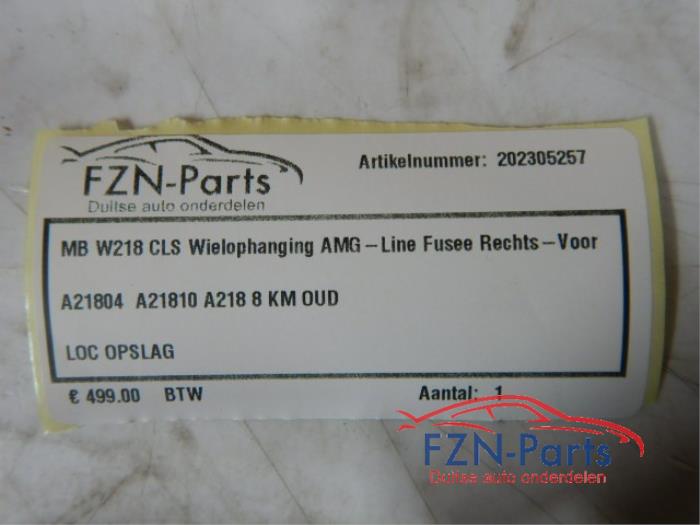 FZN-Parts
Duitse auto onderdelen
Artikelnummer: 202305257
MB W218 CLS Wielophanging AMG-Line Fusee Rechts-Voor
A21804 A21810 A218 8 KM OUD
LOC OPSLAG
€ 499.00 BTW Aantal: 1
FZN-Parts
Duitse auto onderdelen